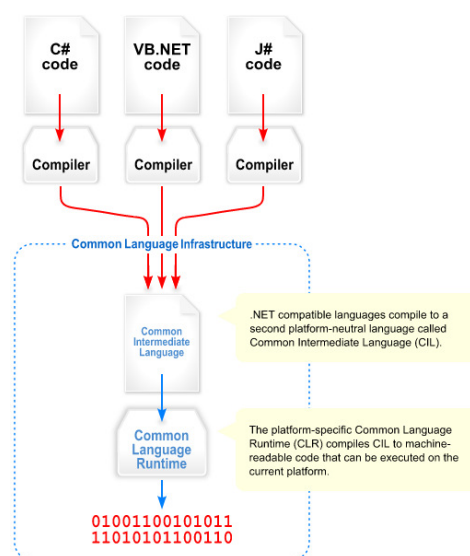 C#
code
VB.NET
code
J#
code
Compiler
Compiler
Compiler
Common Language Infrastructure
Common
Intermediate
Language
.NET compatible languages compile to a
second platform-neutral language called
Common Intermediate Language (CIL).
Common
Language
Runtime
The platform-specific Common Language
Runtime (CLR) compiles CIL to machine-
readable code that can be executed on the
current platform.
01001100101011
11010101100110